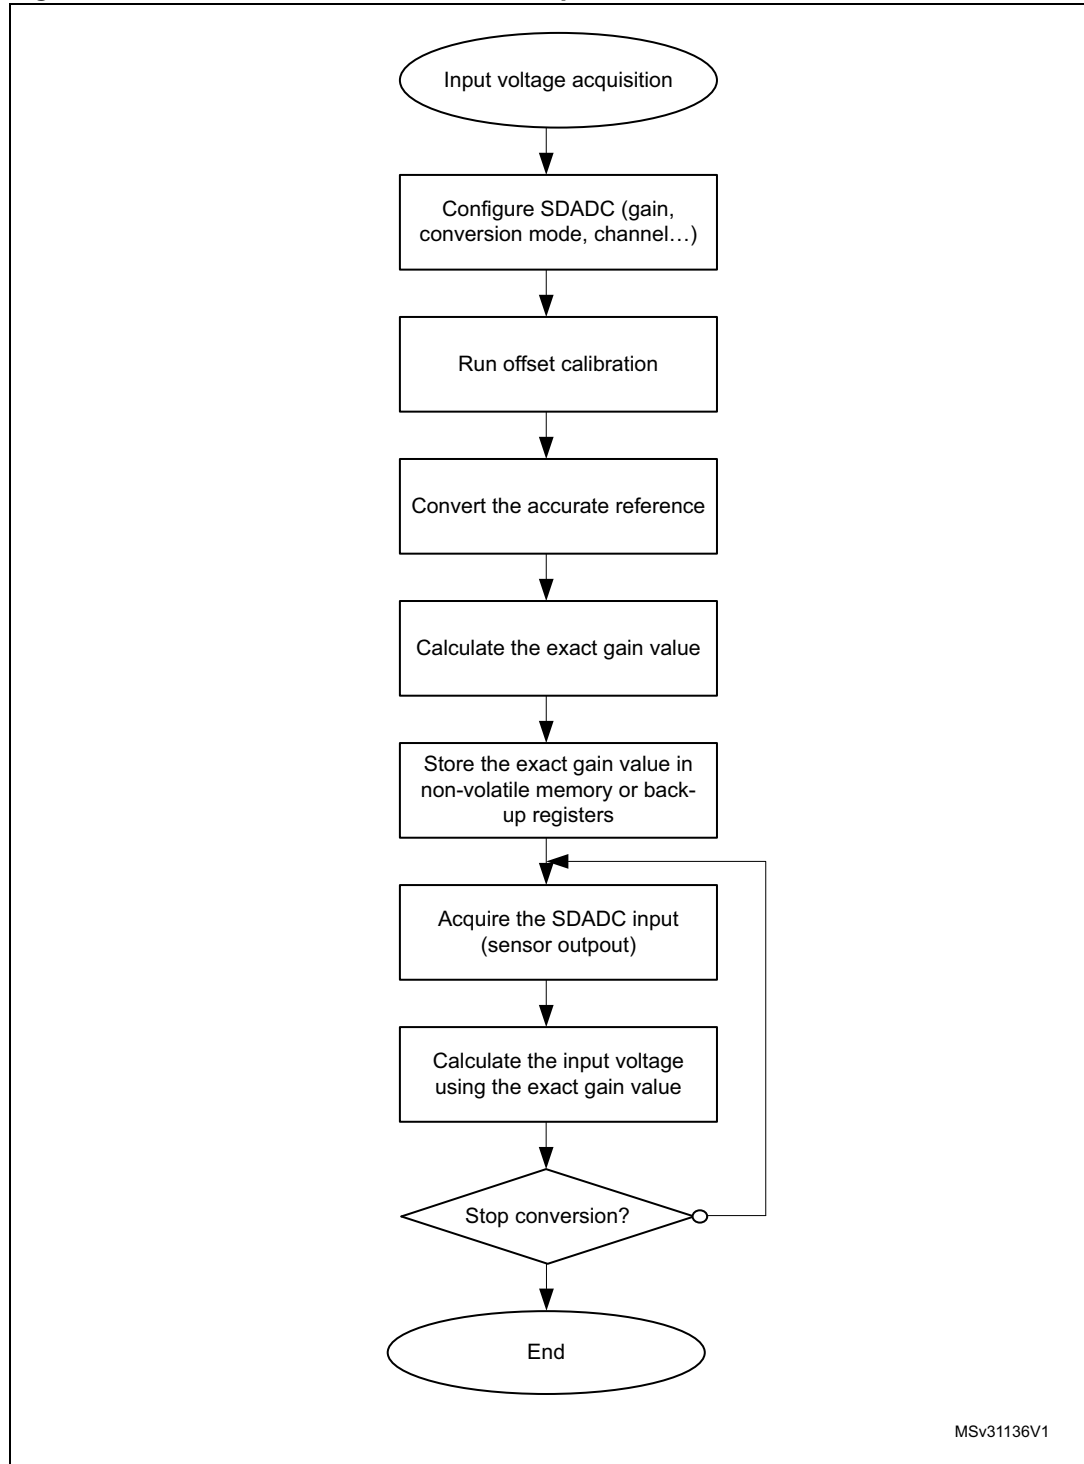 Input voltage acquisition
Configure SDADC (gain,
conversion mode, channel…)
Run offset calibration
Convert the accurate reference
Calculate the exact gain value
Store the exact gain value in
non-volatile memory or back-
up registers
Acquire the SDADC input
(sensor outpout)
Calculate the input voltage
using the exact gain value
Stop conversion?
End
MSv31136V1